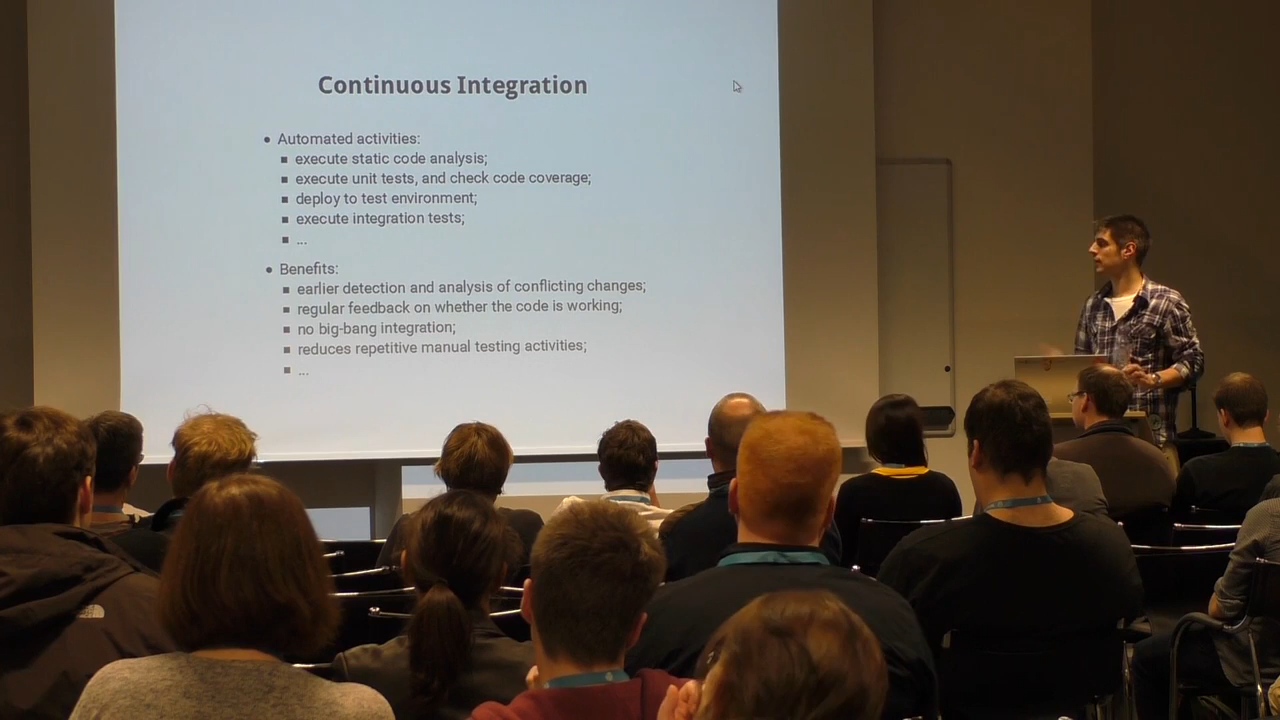 Continuous Integration
• Automated activities:
▪ execute static code analysis;
▪ execute unit tests, and check code coverage;
▪ deploy to test environment;
▪ execute integration tests;
▪ ...
• Benefits:
▪ earlier detection and analysis of conflicting changes;
▪ regular feedback on whether the code is working;
▪ no big-bang integration;
▪ reduces repetitive manual testing activities;
▪ ...